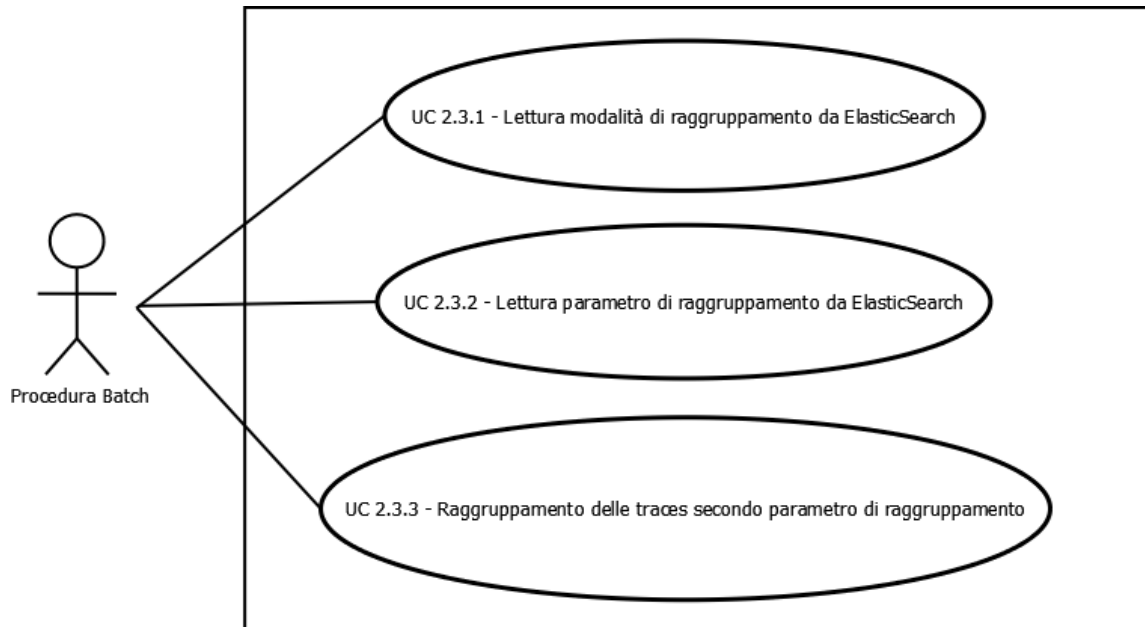 UC 2.3.1 - Lettura modalità di raggruppamento da ElasticSearch
UC 2.3.2 - Lettura parametro di raggruppamento da ElasticSearch
Procedura Batch
UC 2.3.3 - Raggruppamento delle traces secondo parametro di raggruppamento